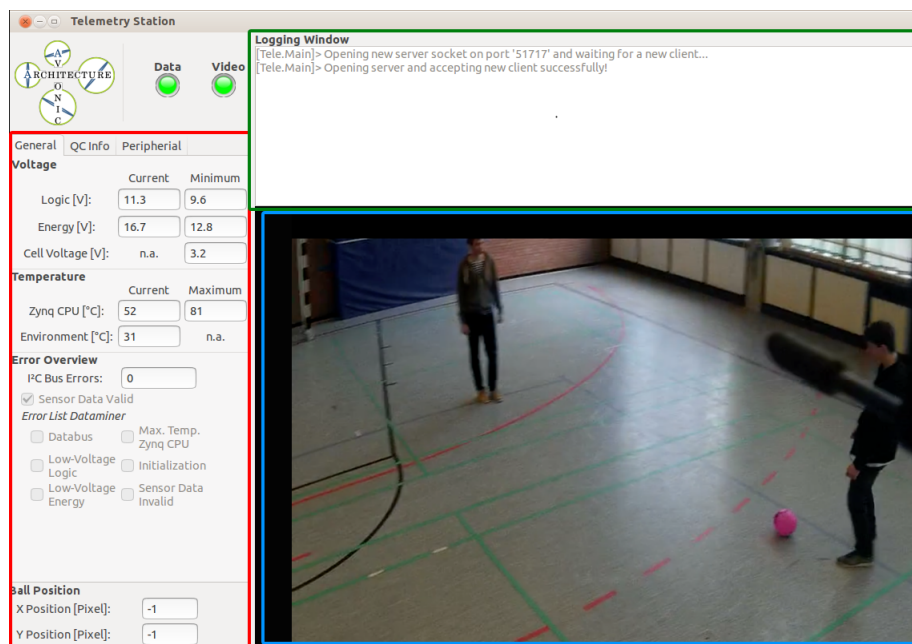 Telemetry Station
AVIONIC
ARCHITECTURE
Data Video
Logging Window
[Tele.Main]> Opening new server socket on port '51717' and waiting for a new client...
[Tele.Main]> Opening server and accepting new client successfully!
General QC Info Peripherial
Voltage
Current Minimum
Logic [V]: 11.3 9.6
Energy [V]: 16.7 12.8
Cell Voltage [V]: n.a. 3.2
Temperature
Current Maximum
Zynq CPU [°C]: 52 81
Environment [°C]: 31 n.a.
Error Overview
I²C Bus Errors: 0
Sensor Data Valid
Error List Dataminer
Databus Max. Temp.
Zynq CPU
Low-Voltage
Logic Initialization
Low-Voltage Sensor Data
Energy Invalid
Ball Position
X Position [Pixel]: -1
Y Position [Pixel]: -1